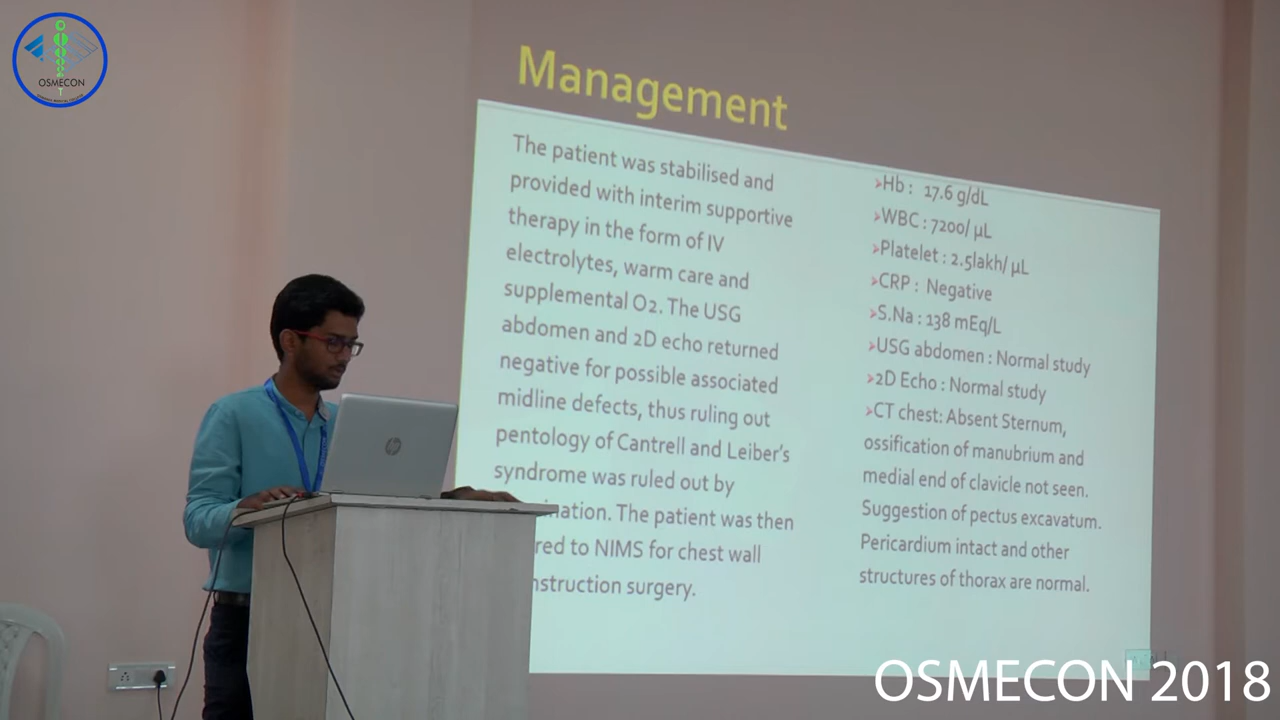 OSMECON
Management
The patient was stabilised and
provided with interim supportive
therapy in the form of IV
electrolytes, warm care and
supplemental O2. The USG
abdomen and 2D echo returned
negative for possible associated
midline defects, thus ruling out
pentology of Cantrell and Leiber's
syndrome was ruled out by
ination. The patient was then
red to NIMS for chest wall
nstruction surgery.
➢Hb : 17.6 g/dL
➢WBC : 7200/ µL
➢Platelet : 2.5lakh/ µL
➢CRP : Negative
➢S.Na : 138 mEq/L
➢USG abdomen : Normal study
➢2D Echo : Normal study
➢CT chest: Absent Sternum,
ossification of manubrium and
medial end of clavicle not seen.
Suggestion of pectus excavatum.
Pericardium intact and other
structures of thorax are normal.
hp
OSMECON 2018